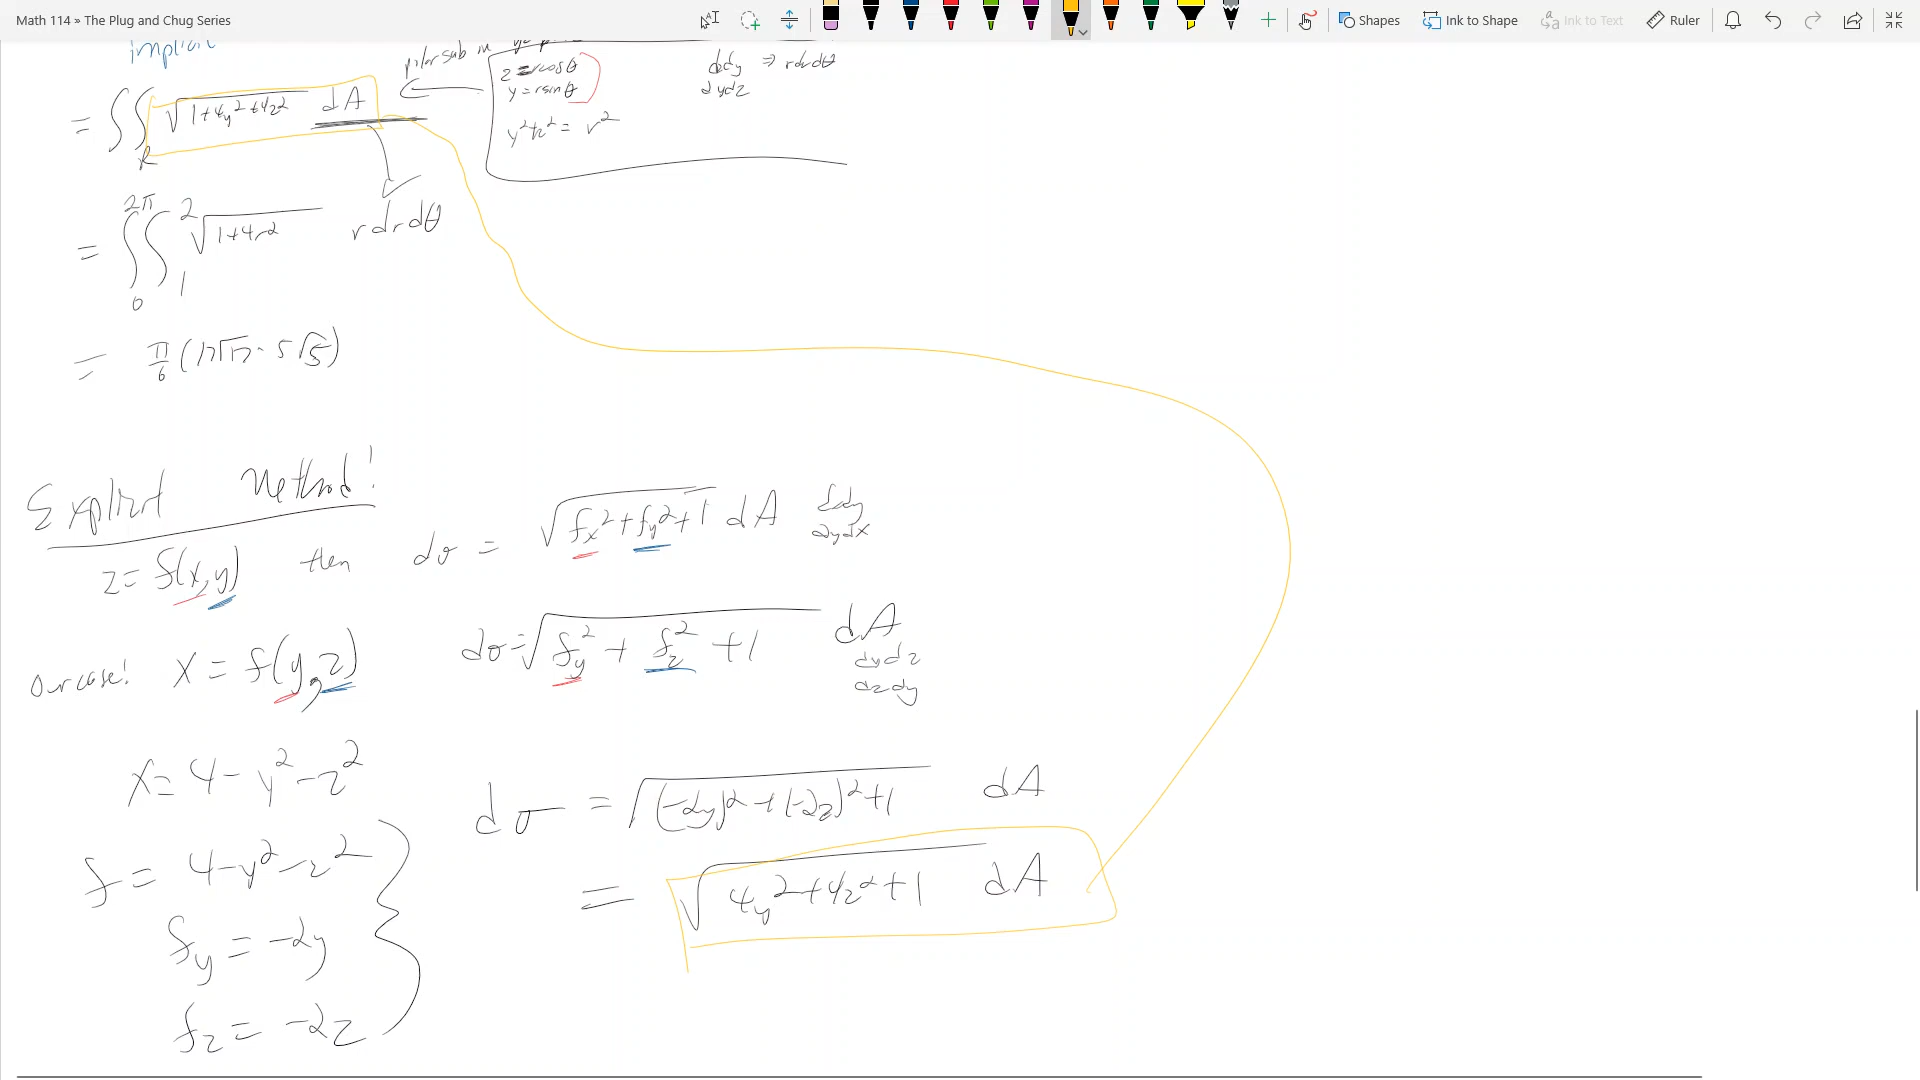 Math 114 » The Plug and Chug Series
Shapes
Ink to Shape
Ink to Text
Ruler
implicit
polar sub in
z = rcosθ
y = rsinθ
y²+z² = r²
dzdy ⇒ rdrdθ
dydz
= ∬_R √(1+4y²+4z²) dA
= ∫₀^{2π} ∫₁² √(1+4r²) r dr dθ
= π/6 (17√17 - 5√5)
Explicit Method!
z = f(x,y) then dσ = √(fx² + fy² + 1) dA
dxdy
dydx
Our case! x = f(y,z) dσ = √(fy² + fz² + 1) dA
dydz
dzdy
x = 4 - y² - z²
dσ = √((-2y)² + (-2z)² + 1) dA
f = 4 - y² - z²
= √(4y² + 4z² + 1) dA
fy = -2y
fz = -2z